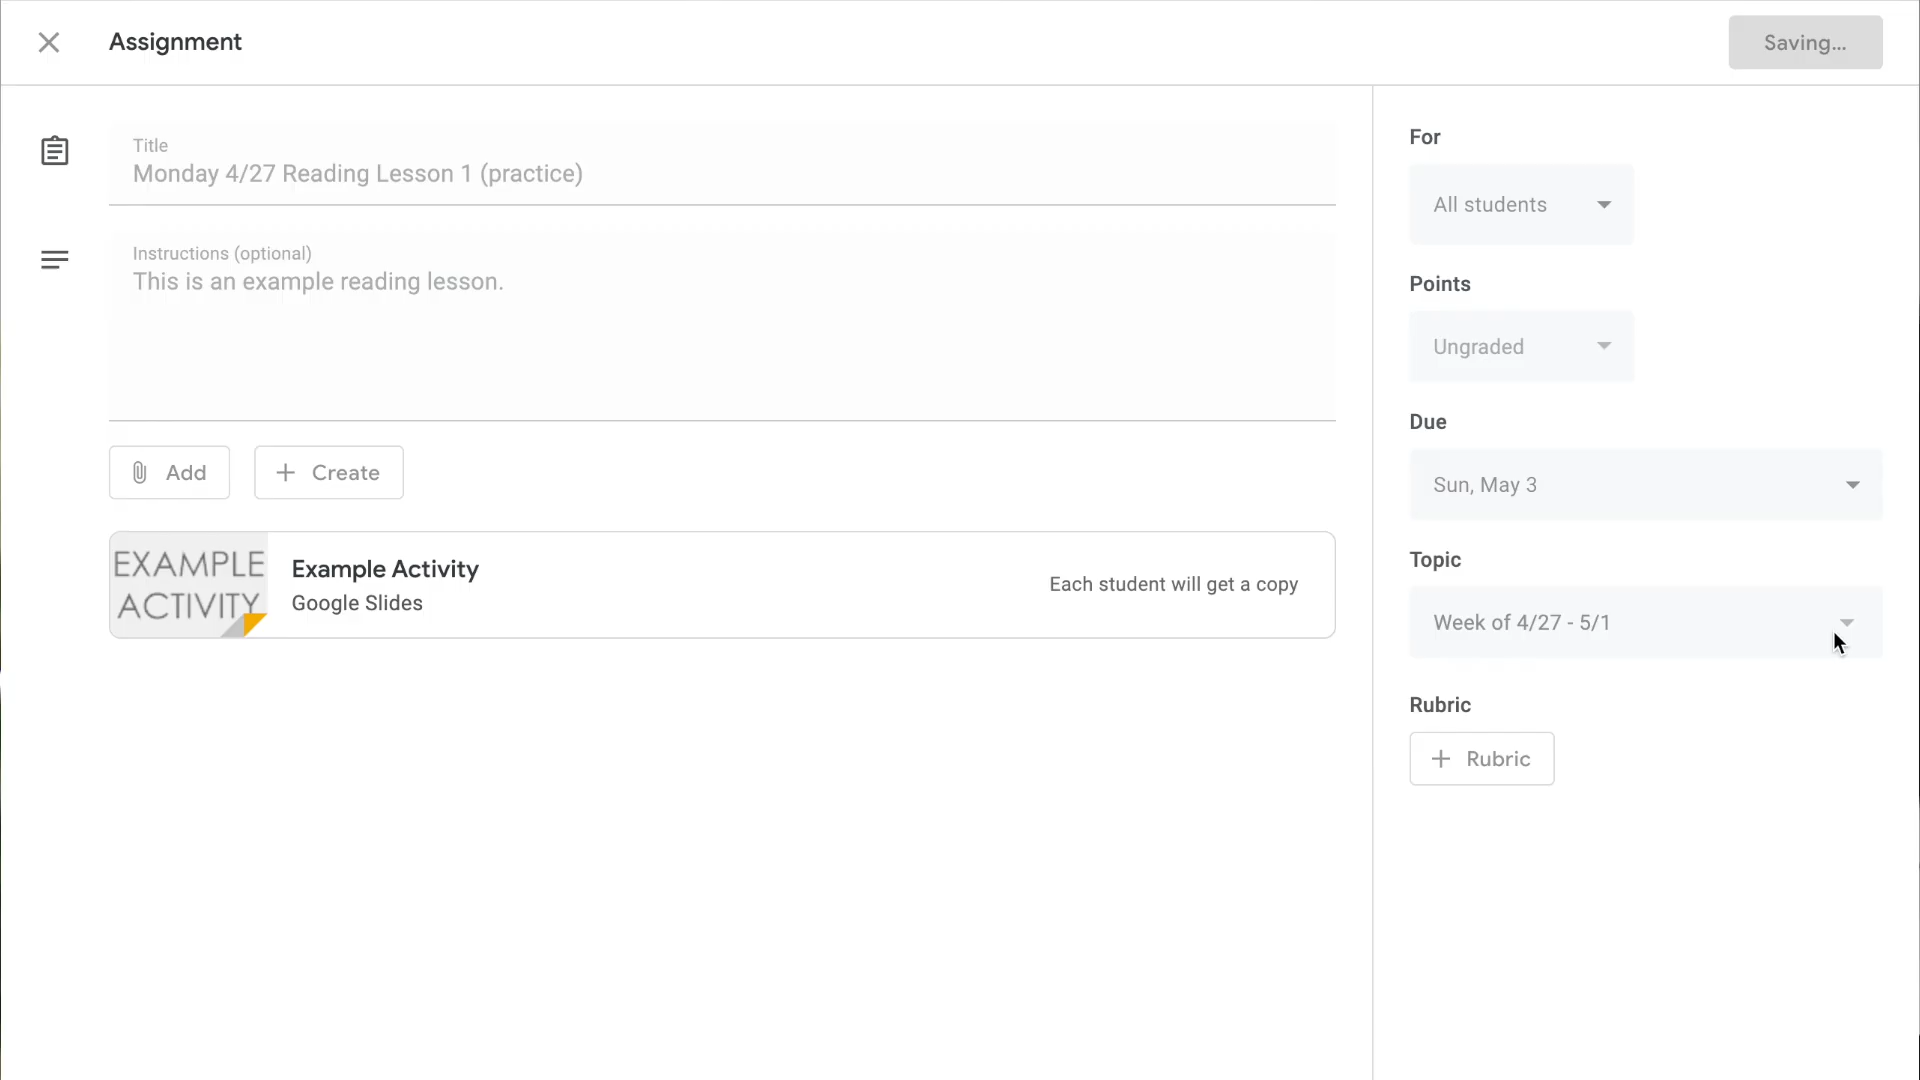 Assignment
Saving...
Title
Monday 4/27 Reading Lesson 1 (practice)
Instructions (optional)
This is an example reading lesson.
Add
Create
EXAMPLE
ACTIVITY
Example Activity
Google Slides
Each student will get a copy
For
All students
Points
Ungraded
Due
Sun, May 3
Topic
Week of 4/27 - 5/1
Rubric
Rubric